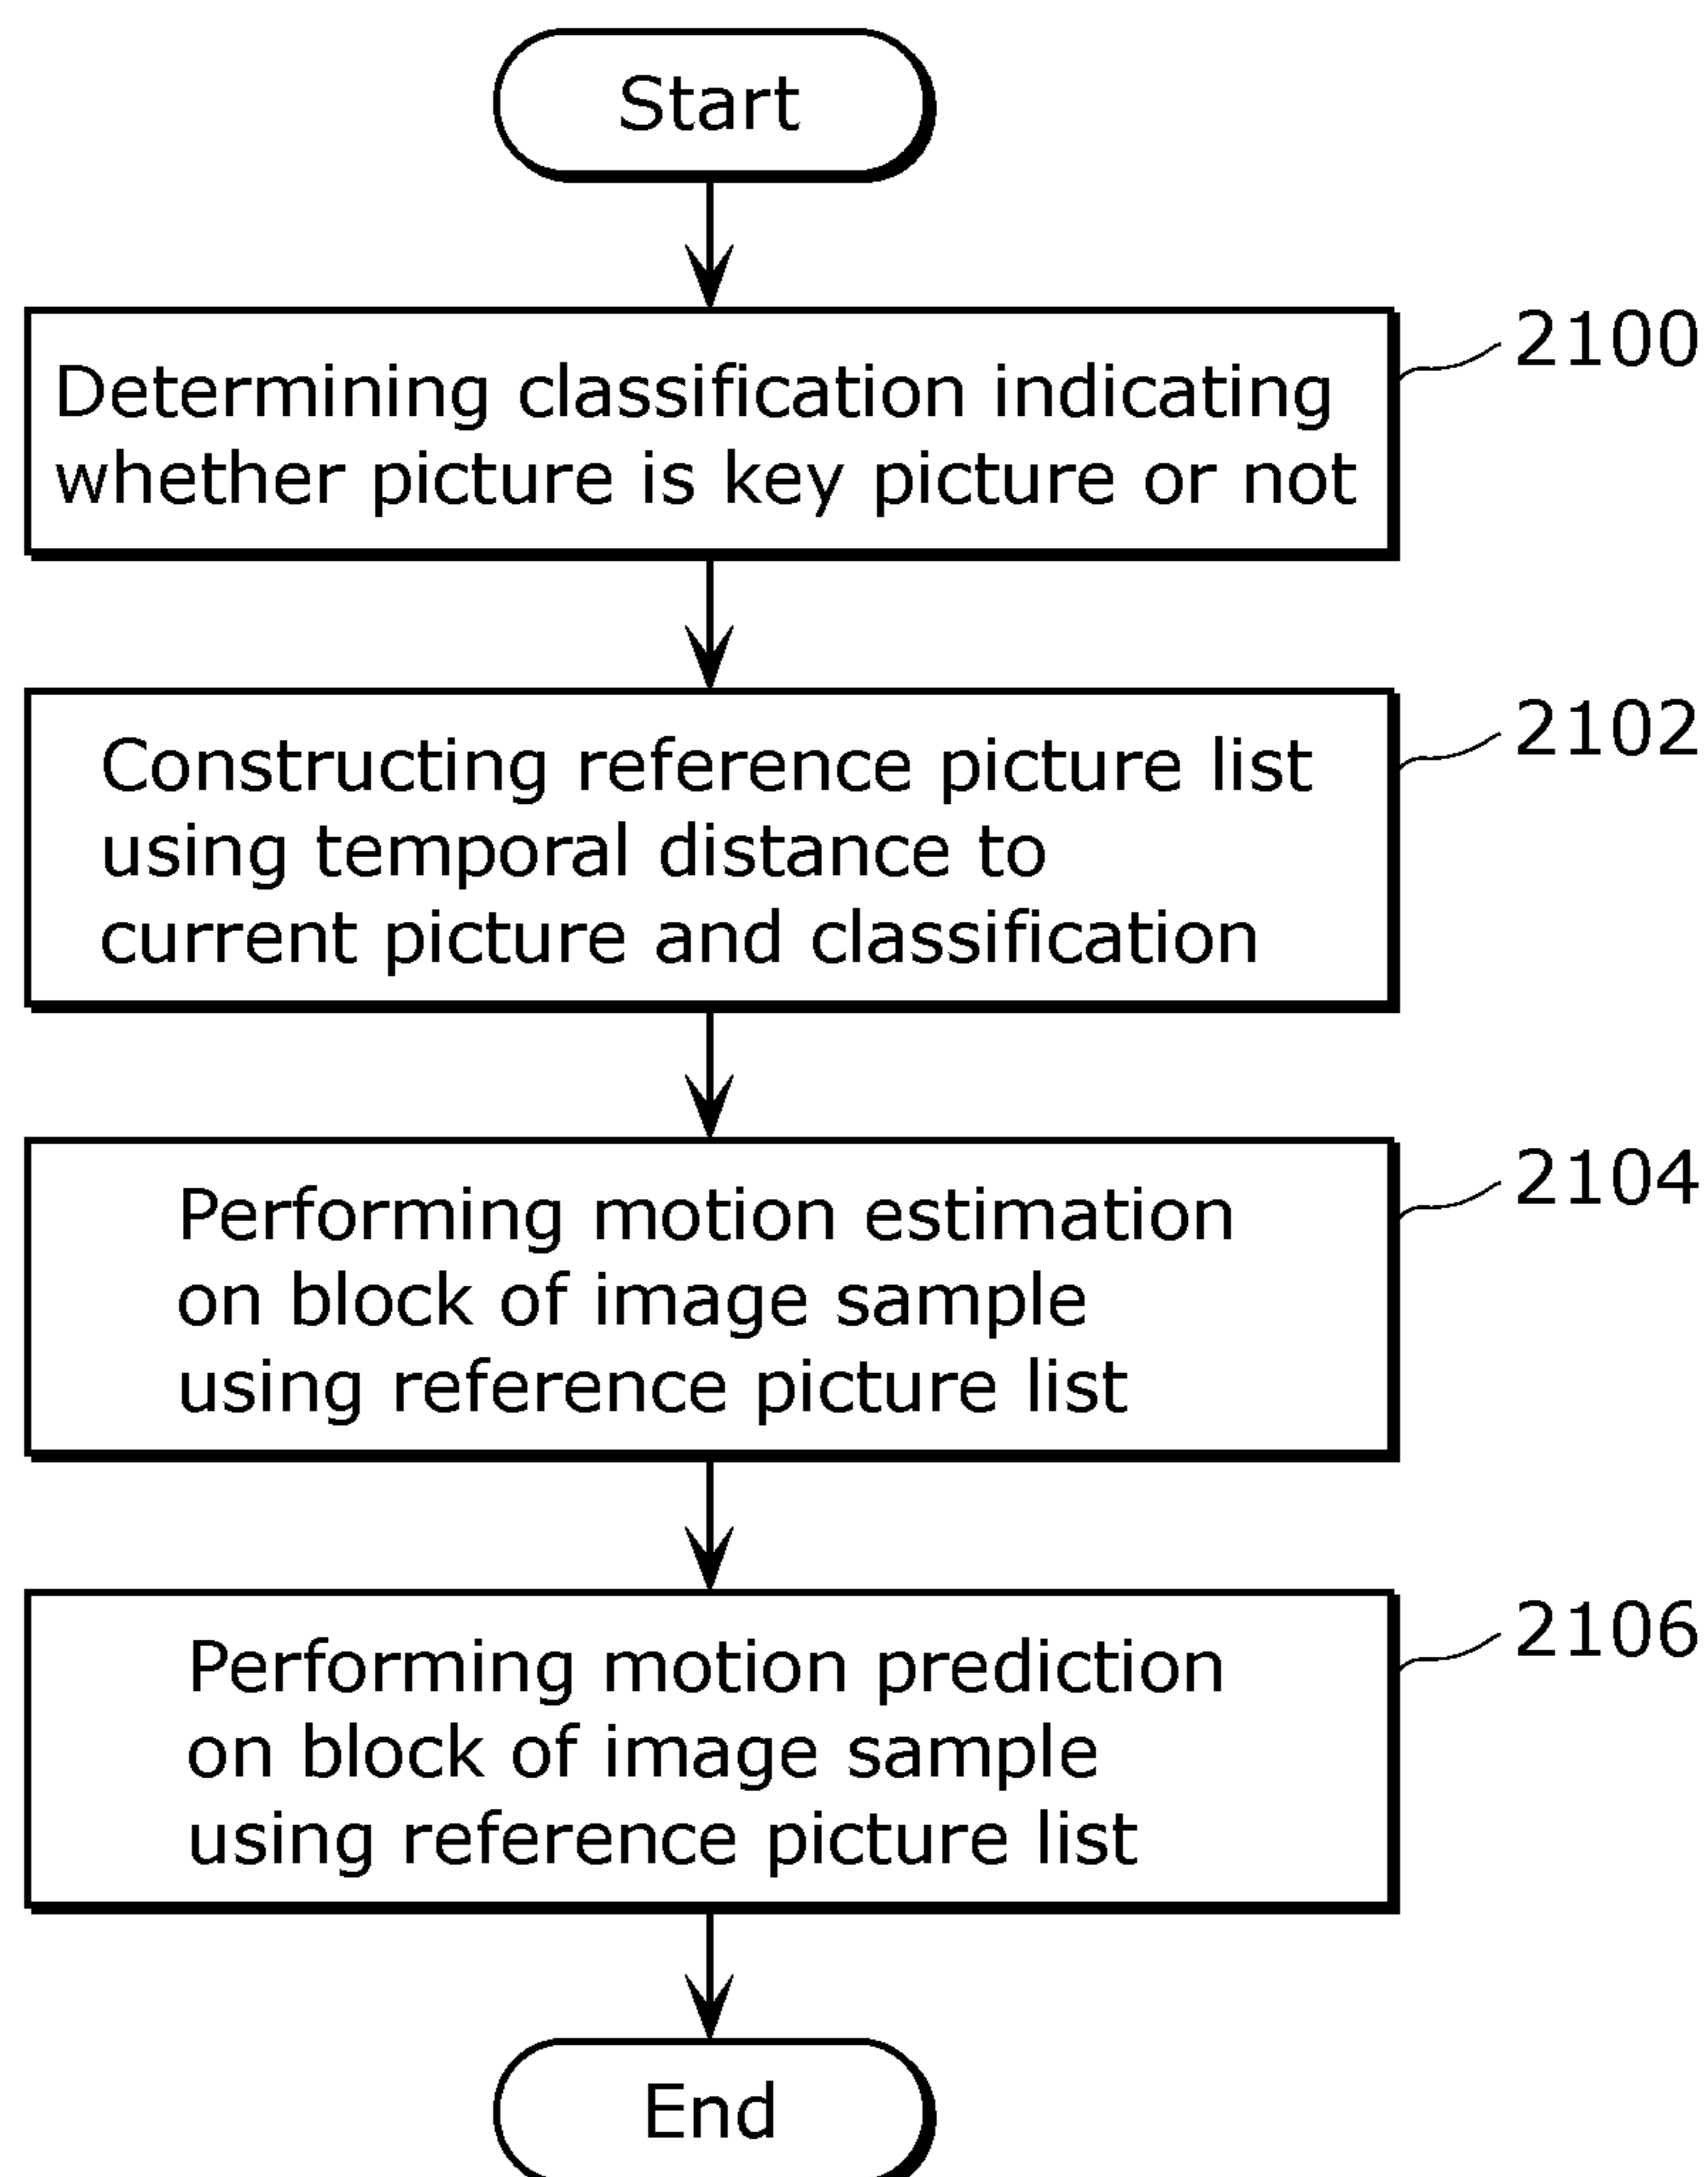 Start
Determining classification indicating
whether picture is key picture or not
2100
Constructing reference picture list
using temporal distance to
current picture and classification
2102
Performing motion estimation
on block of image sample
using reference picture list
2104
Performing motion prediction
on block of image sample
using reference picture list
2106
End